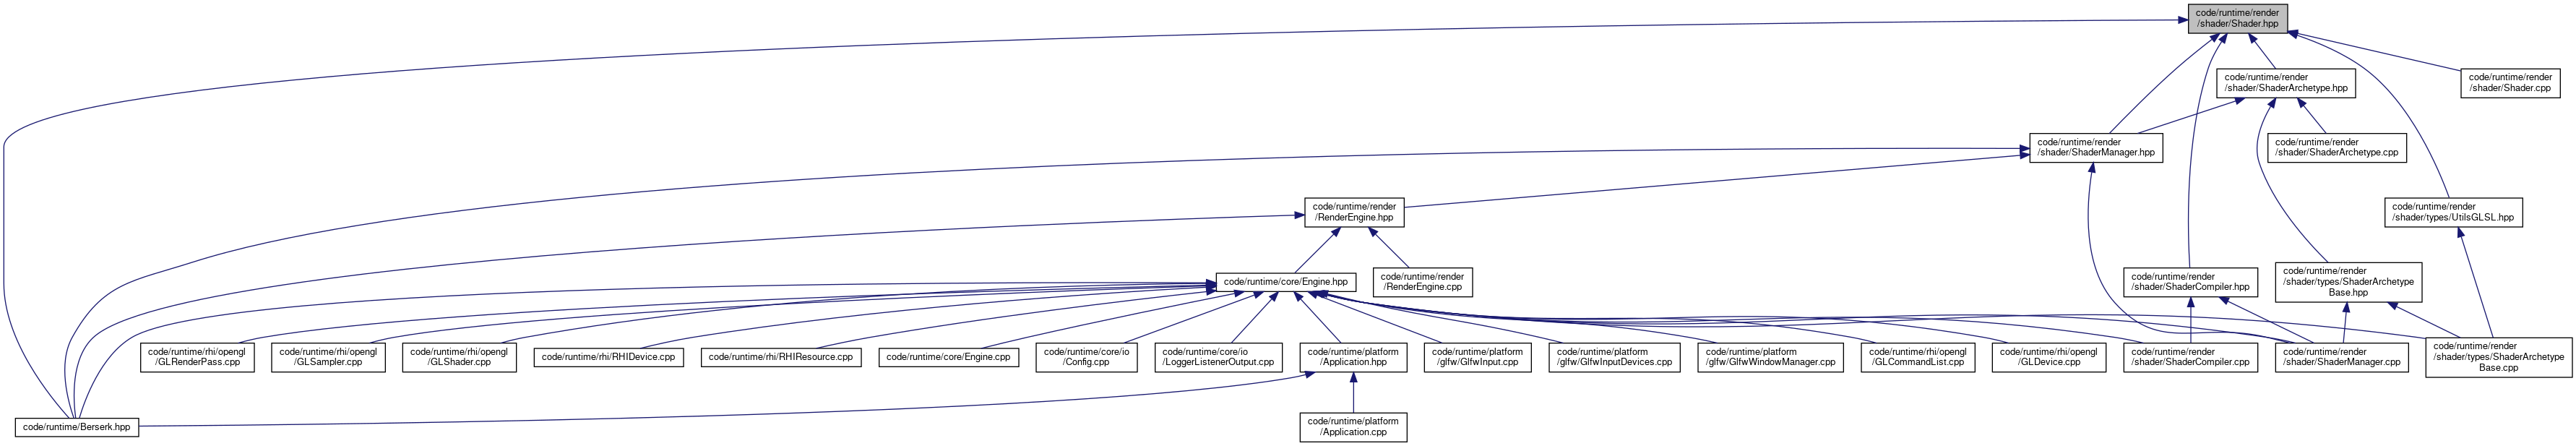 code/runtime/render
/shader/Shader.hpp
code/runtime/render
/shader/ShaderArchetype.hpp
code/runtime/render
/shader/Shader.cpp
code/runtime/render
/shader/ShaderManager.hpp
code/runtime/render
/shader/ShaderArchetype.cpp
code/runtime/render
/RenderEngine.hpp
code/runtime/render
/shader/types/UtilsGLSL.hpp
code/runtime/core/Engine.hpp
code/runtime/render
/RenderEngine.cpp
code/runtime/render
/shader/ShaderCompiler.hpp
code/runtime/render
/shader/types/ShaderArchetype
Base.hpp
code/runtime/rhi/opengl
/GLRenderPass.cpp
code/runtime/rhi/opengl
/GLSampler.cpp
code/runtime/rhi/opengl
/GLShader.cpp
code/runtime/rhi/RHIDevice.cpp
code/runtime/rhi/RHIResource.cpp
code/runtime/core/Engine.cpp
code/runtime/core/io
/Config.cpp
code/runtime/core/io
/LoggerListenerOutput.cpp
code/runtime/platform
/Application.hpp
code/runtime/platform
/glfw/GlfwInput.cpp
code/runtime/platform
/glfw/GlfwInputDevices.cpp
code/runtime/platform
/glfw/GlfwWindowManager.cpp
code/runtime/rhi/opengl
/GLCommandList.cpp
code/runtime/rhi/opengl
/GLDevice.cpp
code/runtime/render
/shader/ShaderCompiler.cpp
code/runtime/render
/shader/ShaderManager.cpp
code/runtime/render
/shader/types/ShaderArchetype
Base.cpp
code/runtime/Berserk.hpp
code/runtime/platform
/Application.cpp